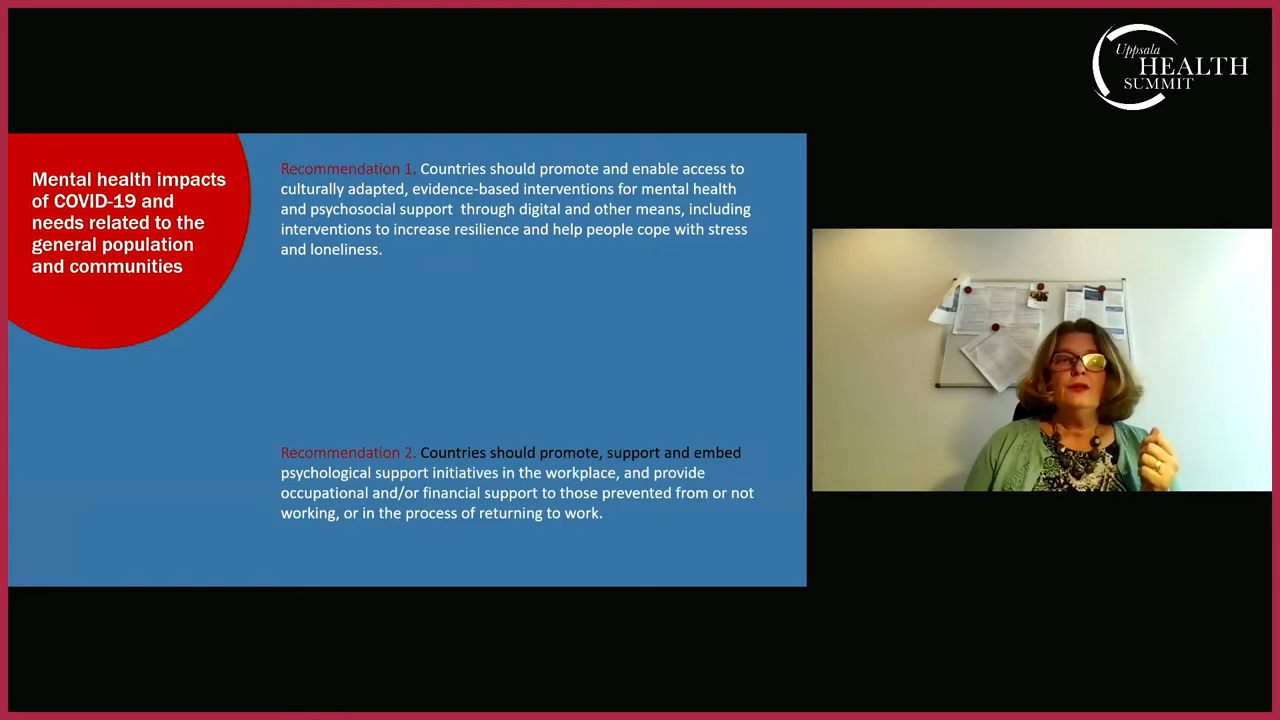 Uppsala
HEALTH
SUMMIT
Mental health impacts
of COVID-19 and
needs related to the
general population
and communities
Recommendation 1. Countries should promote and enable access to
culturally adapted, evidence-based interventions for mental health
and psychosocial support through digital and other means, including
interventions to increase resilience and help people cope with stress
and loneliness.
Recommendation 2. Countries should promote, support and embed
psychological support initiatives in the workplace, and provide
occupational and/or financial support to those prevented from or not
working, or in the process of returning to work.